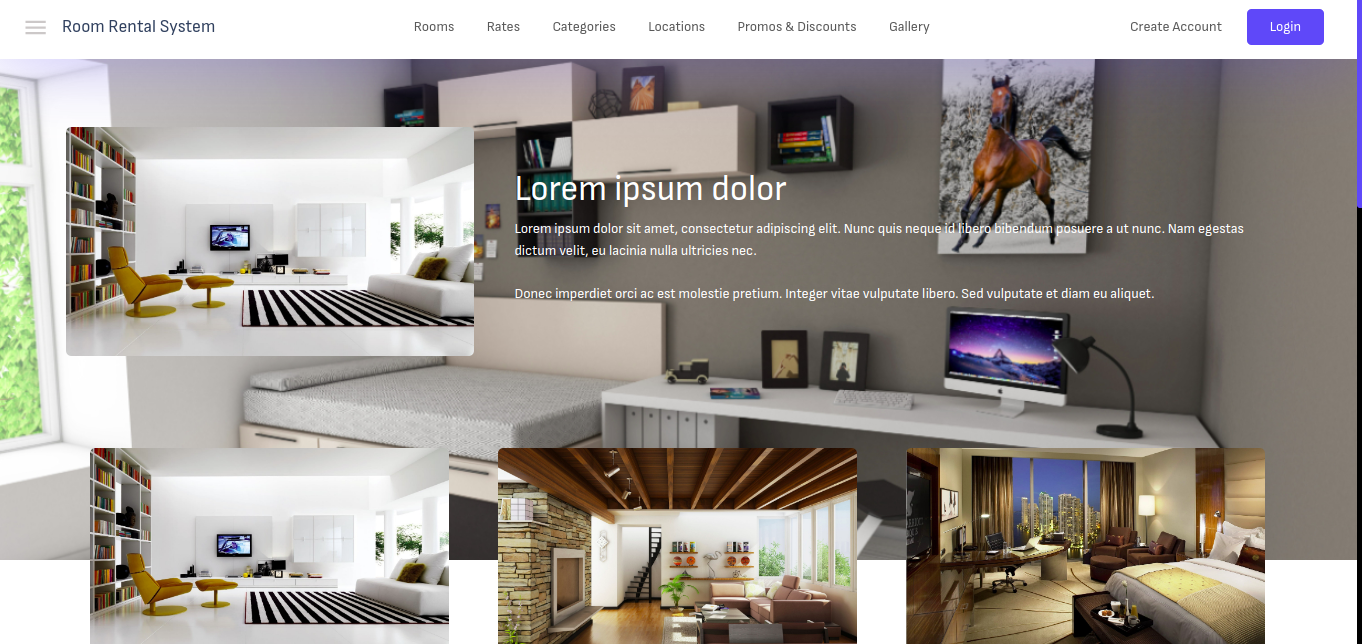 Room Rental System
Rooms
Rates
Categories
Locations
Promos & Discounts
Gallery
Create Account
Login
Lorem ipsum dolor
Lorem ipsum dolor sit amet, consectetur adipiscing elit. Nunc quis neque id libero bibendum posuere a ut nunc. Nam egestas
dictum velit, eu lacinia nulla ultricies nec.
Donec imperdiet orci ac est molestie pretium. Integer vitae vulputate libero. Sed vulputate et diam eu aliquet.